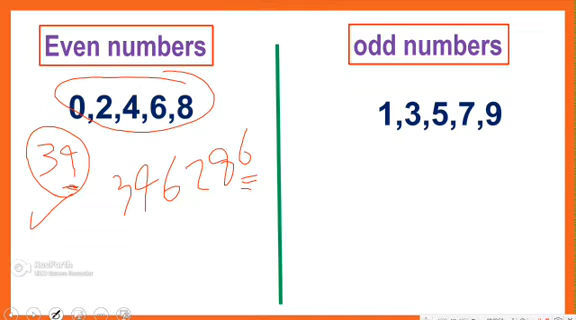 Even numbers
0,2,4,6,8
34
346286
odd numbers
1,3,5,7,9